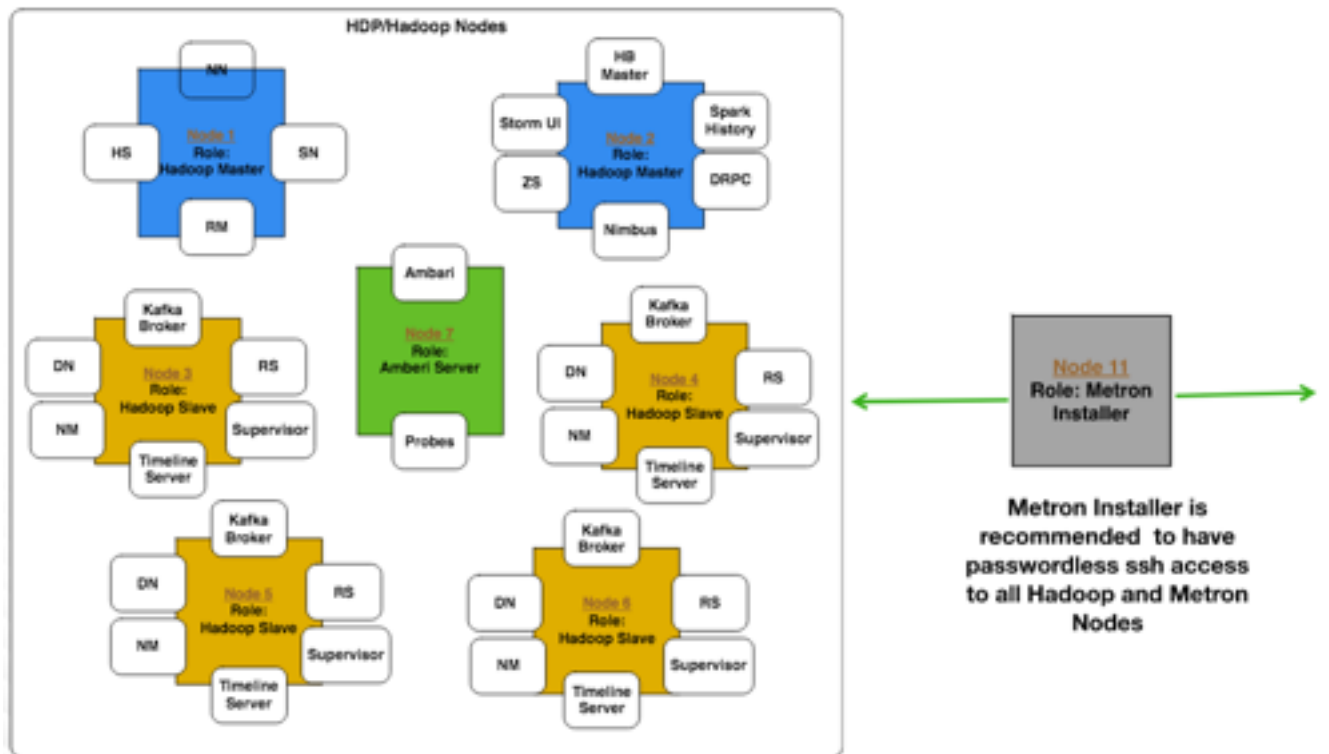 HDP/Hadoop Nodes
NN
HS
Node 1
Role:
Hadoop Master
SN
RM
HB
Master
Storm UI
Spark
History
Node 2
Role:
Hadoop Master
ZS
DRPC
Nimbus
Ambari
Node 7
Role:
Amberi Server
Probes
Kafka
Broker
DN
RS
Node 3
Role:
Hadoop Slave
NM
Supervisor
Timeline
Server
Kafka
Broker
DN
RS
Node 4
Role:
Hadoop Slave
NM
Supervisor
Timeline
Server
Kafka
Broker
DN
RS
Node 5
Role:
Hadoop Slave
NM
Supervisor
Timeline
Server
Kafka
Broker
DN
RS
Node 6
Role:
Hadoop Slave
NM
Supervisor
Timeline
Server
Node 11
Role: Metron
Installer
Metron Installer is
recommended to have
passwordless ssh access
to all Hadoop and Metron
Nodes